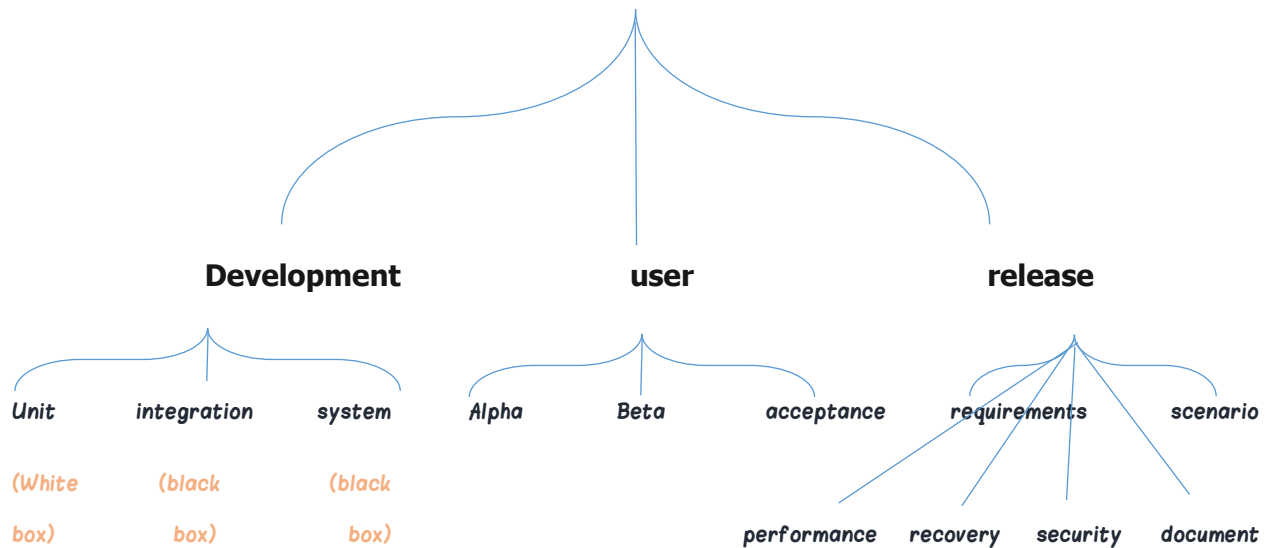 Development user release
Unit integration system Alpha Beta acceptance requirements scenario
(White (black (black
box) box) box) performance recovery security document